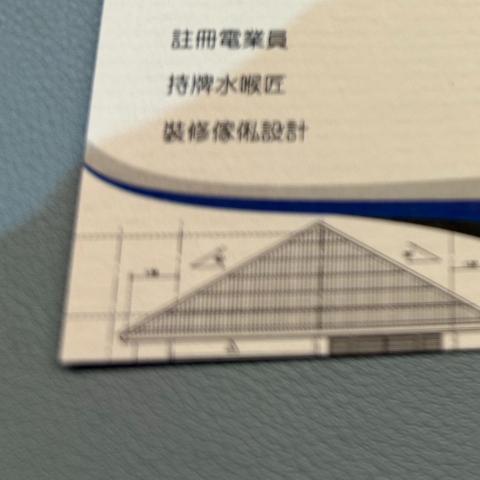 註冊電業員
持牌水喉匠
裝修傢俬設計